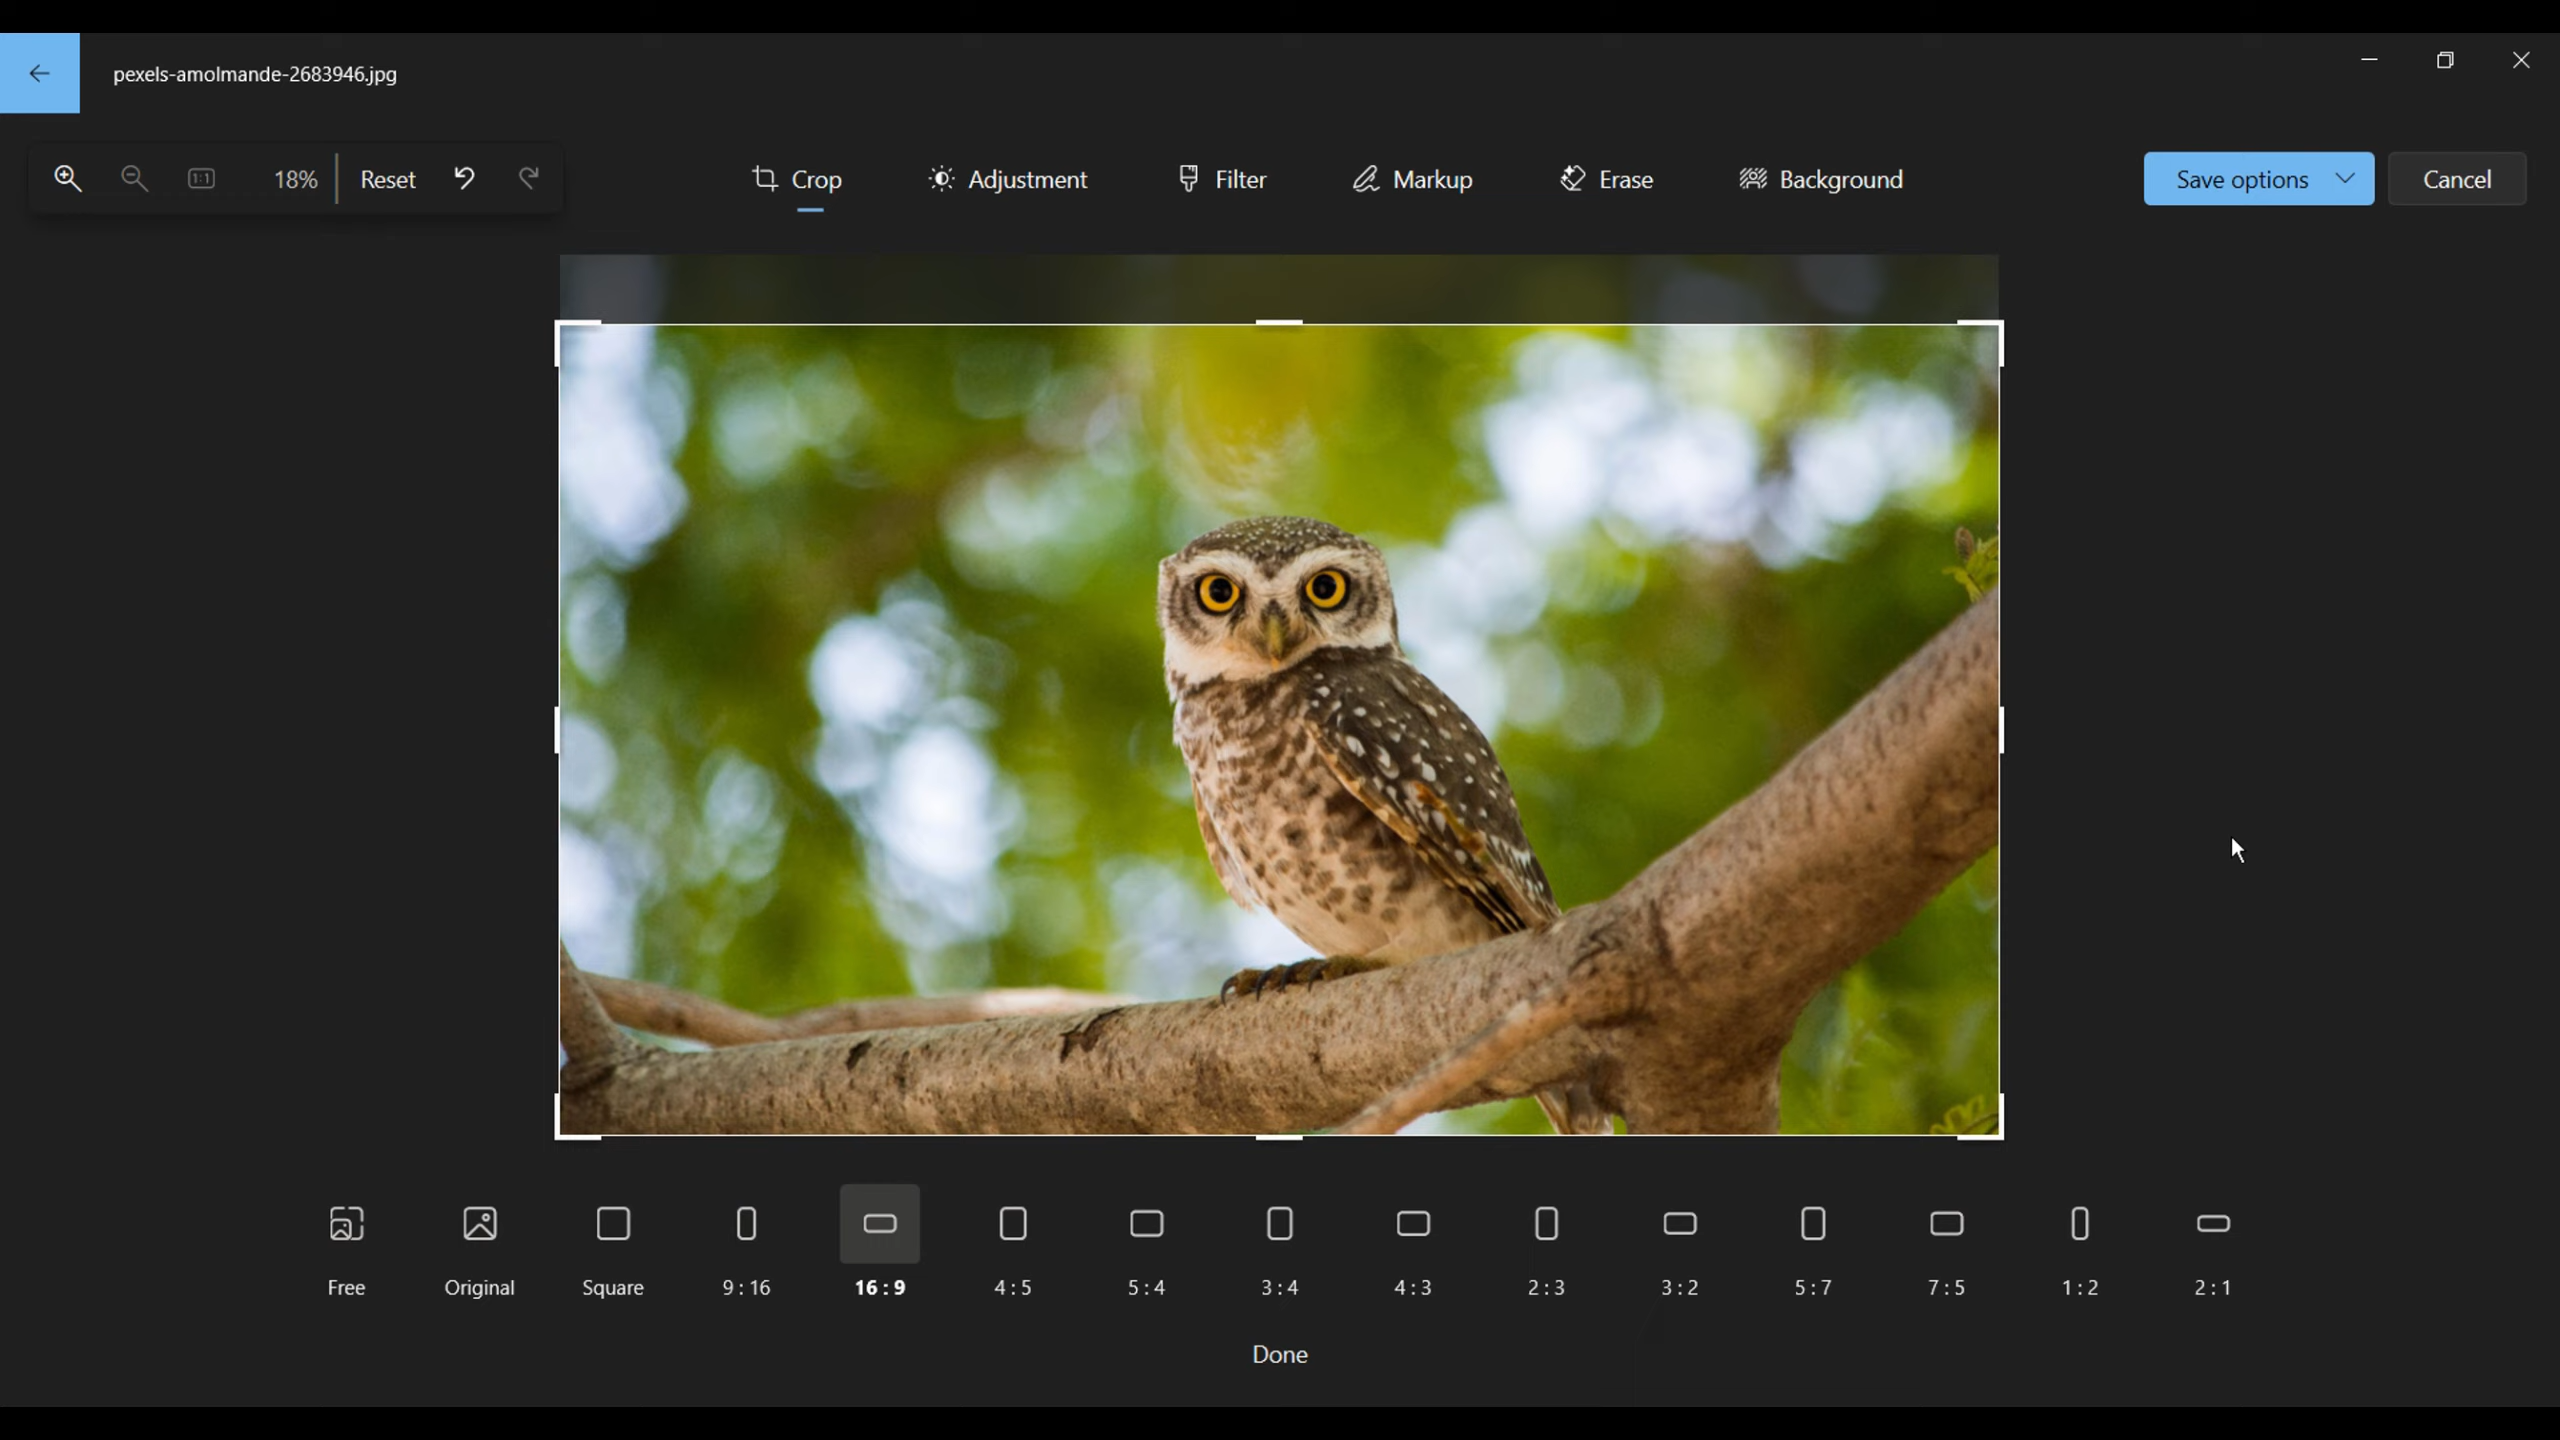 pexels-amolmande-2683946.jpg
1:1 18% Reset Crop Adjustment Filter Markup Erase Background Save options Cancel
Free Original Square 9:16 16:9 4:5 5:4 3:4 4:3 2:3 3:2 5:7 7:5 1:2 2:1
Done